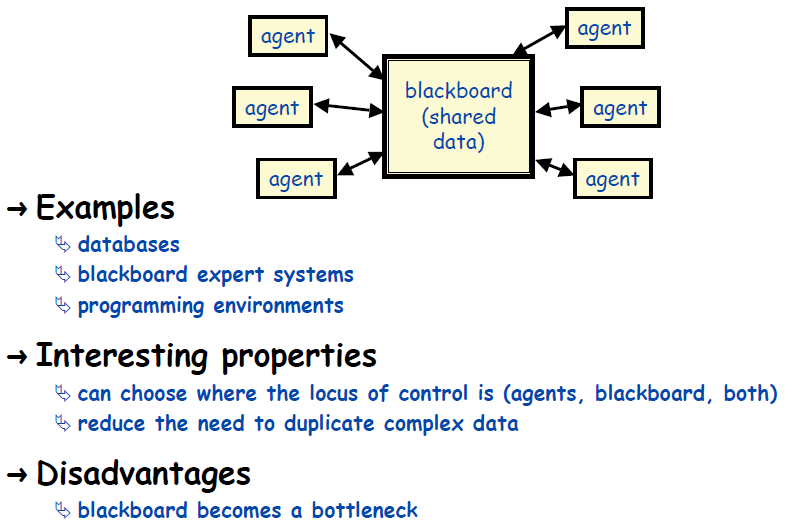 agent
agent
agent
blackboard
(shared
data)
agent
agent
agent
→ Examples
databases
blackboard expert systems
programming environments
→ Interesting properties
can choose where the locus of control is (agents, blackboard, both)
reduce the need to duplicate complex data
→ Disadvantages
blackboard becomes a bottleneck